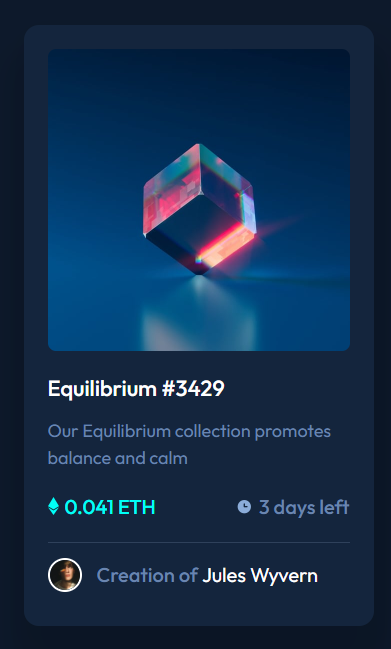 Equilibrium #3429
Our Equilibrium collection promotes
balance and calm
0.041 ETH
3 days left
Creation of Jules Wyvern